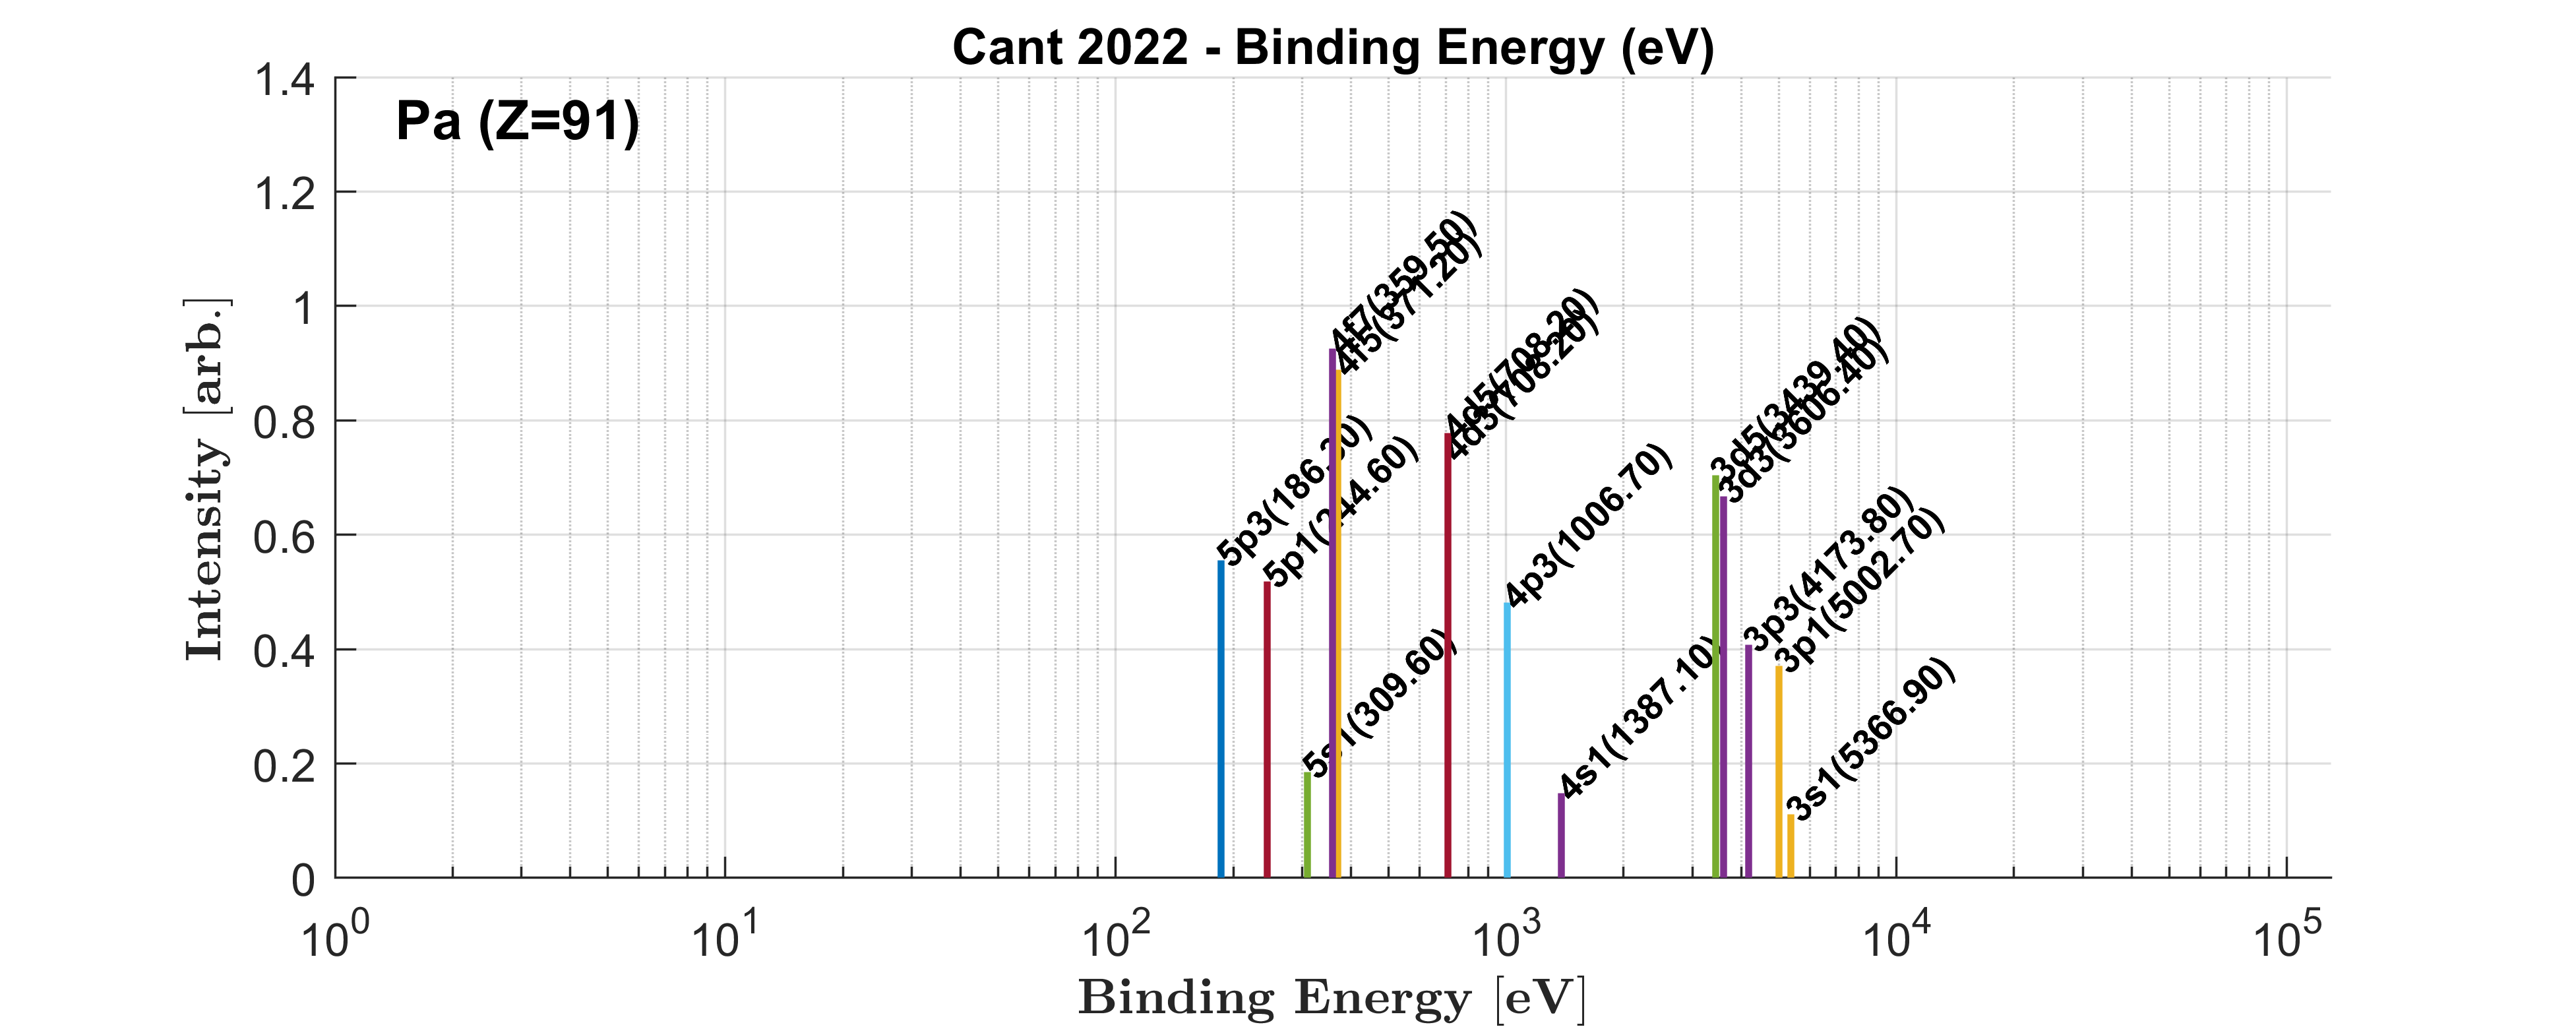 Cant 2022 - Binding Energy (eV)
Pa (Z=91)
Intensity [arb.]
1.4
1.2
1
0.8
0.6
0.4
0.2
0
4f7(359.50)
4f5(371.20)
4d5(708.20)
4d3(708.20)
3d5(3439.40)
3d3(3606.40)
5p3(186.30)
5p1(244.60)
4p3(1006.70)
3p3(4173.80)
3p1(5002.70)
5s1(309.60)
4s1(1387.10)
3s1(5366.90)
10^0
10^1
10^2
10^3
10^4
10^5
Binding Energy [eV]